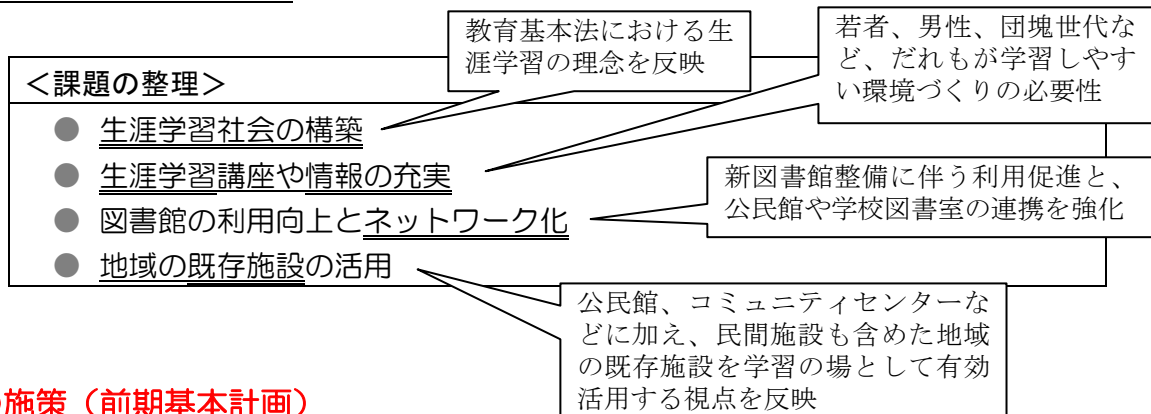 教育基本法における生
涯学習の理念を反映
若者、男性、団塊世代な
ど、だれもが学習しやす
い環境づくりの必要性
＜課題の整理＞
● 生涯学習社会の構築
● 生涯学習講座や情報の充実
新図書館整備に伴う利用促進と、
公民館や学校図書室の連携を強化
● 図書館の利用向上とネットワーク化
● 地域の既存施設の活用
公民館、コミュニティセンターな
どに加え、民間施設も含めた地域
の既存施設を学習の場として有効
活用する視点を反映
の施策（前期基本計画）